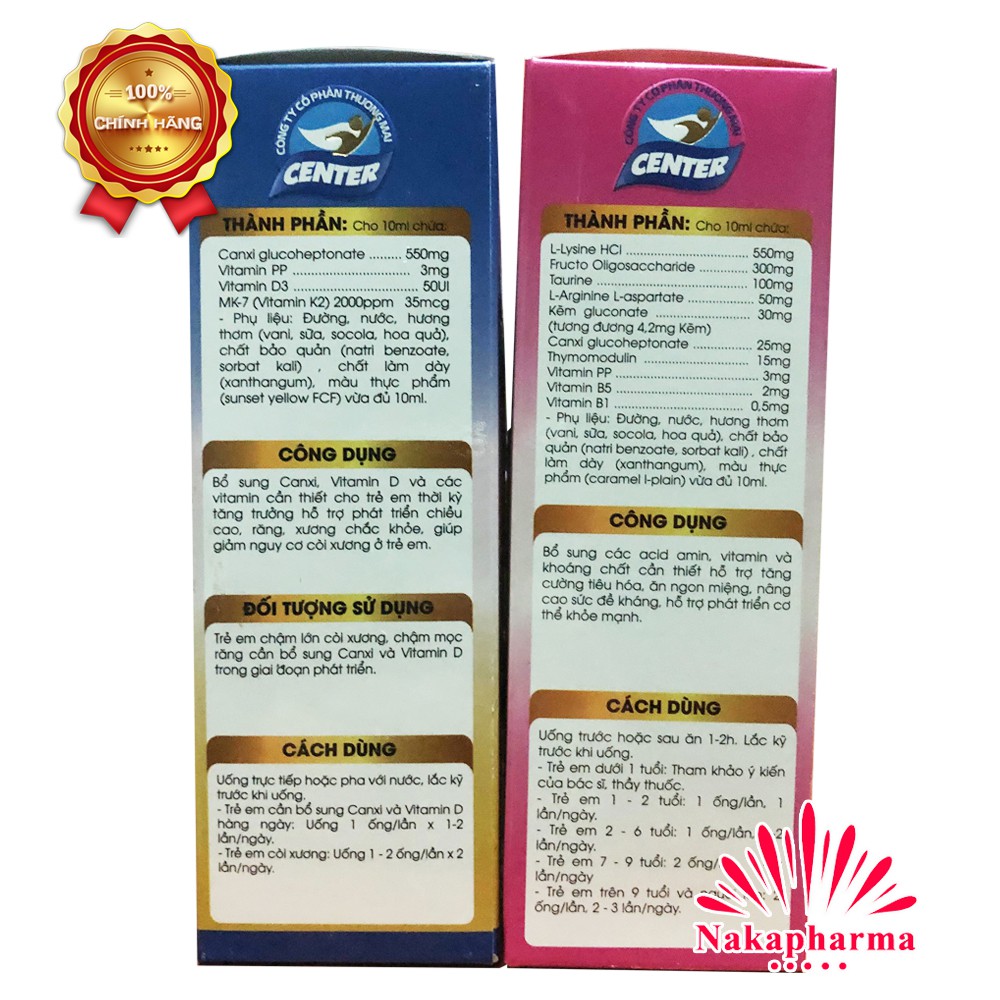 100%
CHÍNH HÃNG
CÔNG TY CỔ PHẦN THƯƠNG MẠI
CENTER
THÀNH PHẦN: Cho 10ml chứa:
Canxi glucoheptonate ......... 550mg
Vitamin PP ................................ 3mg
Vitamin D3 ............................. 50UI
MK-7 (Vitamin K2) 2000ppm 35mcg
- Phụ liệu: Đường, nước, hương
thơm (vani, sữa, socola, hoa quả),
chất bảo quản (natri benzoate,
sorbat kali) , chất làm dày
(xanthangum), màu thực phẩm
(sunset yellow FCF) vừa đủ 10ml.
CÔNG DỤNG
Bổ sung Canxi, Vitamin D và các
vitamin cần thiết cho trẻ em thời kỳ
tăng trưởng hỗ trợ phát triển chiều
cao, răng, xương chắc khỏe, giúp
giảm nguy cơ còi xương ở trẻ em.
ĐỐI TƯỢNG SỬ DỤNG
Trẻ em chậm lớn còi xương, chậm mọc
răng cần bổ sung Canxi và Vitamin D
trong giai đoạn phát triển.
CÁCH DÙNG
Uống trực tiếp hoặc pha với nước, lắc kỹ
trước khi uống.
- Trẻ em cần bổ sung Canxi và Vitamin D
hàng ngày: Uống 1 ống/lần x 1-2
lần/ngày.
- Trẻ em còi xương: Uống 1 - 2 ống/lần x 2
lần/ngày.
CÔNG TY CỔ PHẦN THƯƠNG MẠI
CENTER
THÀNH PHẦN: Cho 10ml chứa:
L-Lysine HCl ............................ 550mg
Fructo Oligosaccharide ........ 300mg
Taurine .................................... 100mg
L-Arginine L-aspartate ............ 50mg
Kẽm gluconate ....................... 30mg
(tương đương 4,2mg Kẽm)
Canxi glucoheptonate ............ 25mg
Thymomodulin ........................ 15mg
Vitamin PP ................................ 3mg
Vitamin B5 ................................ 2mg
Vitamin B1 ............................. 0,5mg
- Phụ liệu: Đường, nước, hương thơm
(vani, sữa, socola, hoa quả), chất bảo
quản (natri benzoate, sorbat kali) , chất
làm dày (xanthangum), màu thực
phẩm (caramel I-plain) vừa đủ 10ml.
CÔNG DỤNG
Bổ sung các acid amin, vitamin và
khoáng chất cần thiết hỗ trợ tăng
cường tiêu hóa, ăn ngon miệng, nâng
cao sức đề kháng, hỗ trợ phát triển cơ
thể khỏe mạnh.
CÁCH DÙNG
Uống trước hoặc sau ăn 1-2h. Lắc kỹ
trước khi uống.
- Trẻ em dưới 1 tuổi: Tham khảo ý kiến
của bác sĩ, thầy thuốc.
- Trẻ em 1 - 2 tuổi: 1 ống/lần, 1
lần/ngày.
- Trẻ em 2 - 6 tuổi: 1 ống/lần,
lần/ngày.
- Trẻ em 7 - 9 tuổi: 2 ống/
lần/ngày
- Trẻ em trên 9 tuổi và
ống/lần, 2 - 3 lần/ngày.
Nakapharma